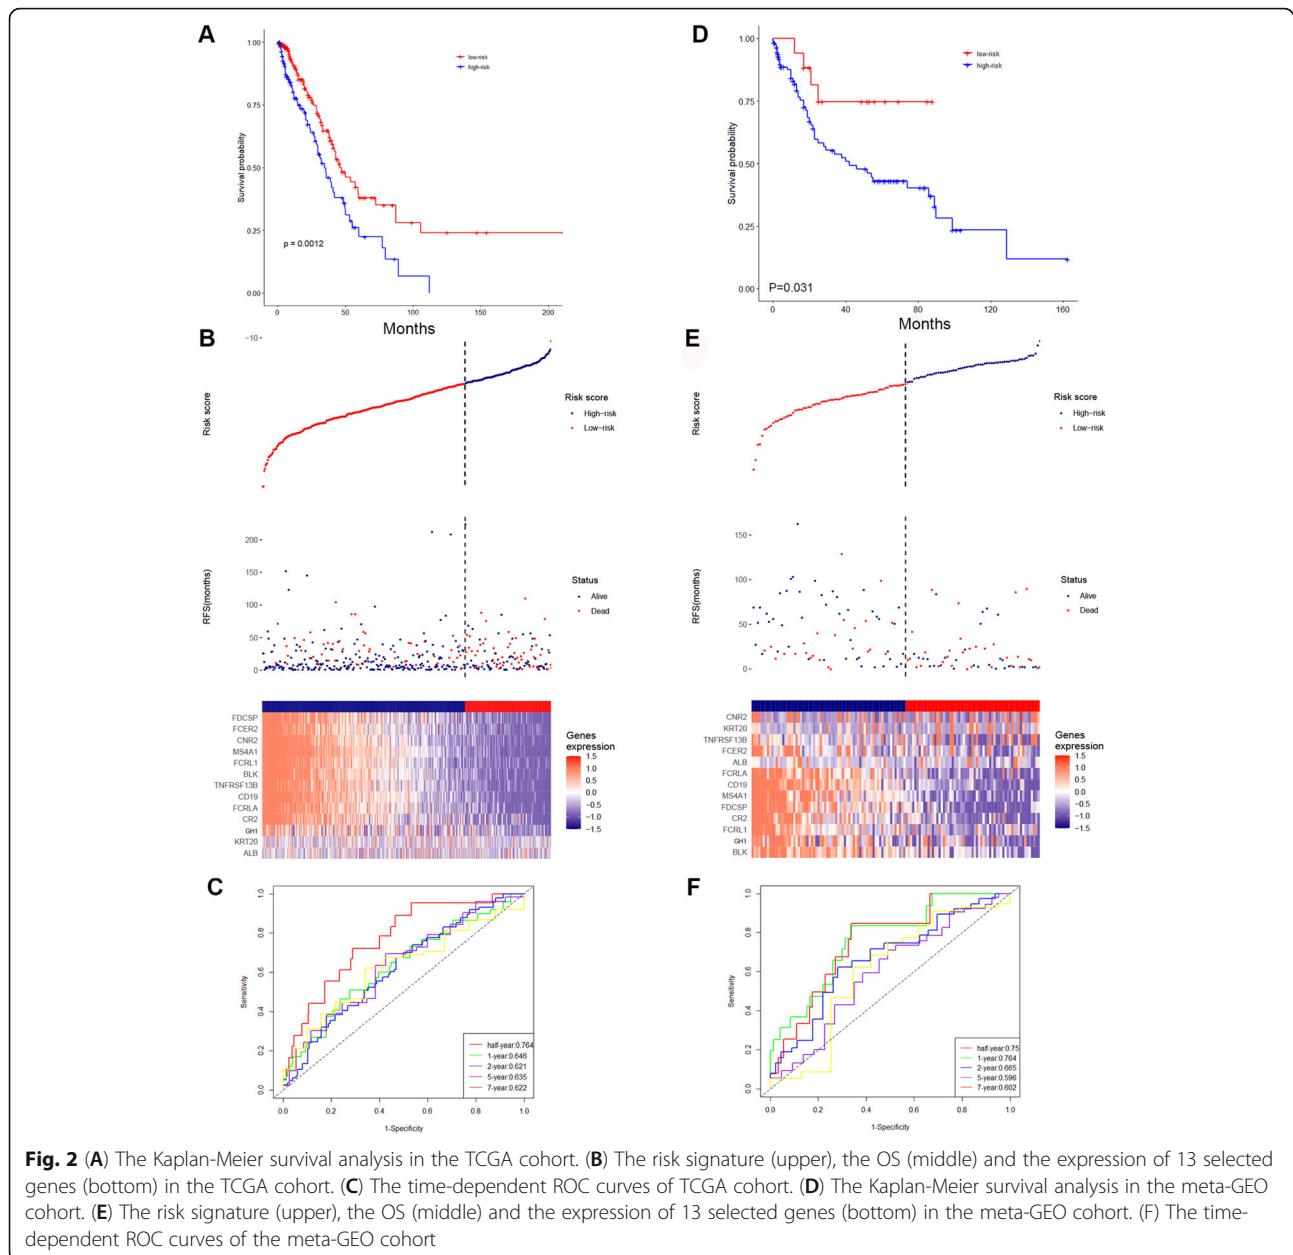 A
1.00
0.75
0.50
0.25
0.00
Survival probability
low-risk
high-risk
p = 0.0012
0
50
100
150
200
Months
D
1.00
0.75
0.50
0.25
0.00
Survival probability
low-risk
high-risk
P=0.031
0
40
80
120
160
Months
B
−10
Risk score
Risk score
High−risk
Low−risk
200
150
100
50
0
RFS(months)
Status
Alive
Dead
FDCSP
FCER2
CNR2
MS4A1
FCRL1
BLK
TNFRSF13B
CD19
FCRLA
CR2
GH1
KRT20
ALB
Genes
expression
1.5
1.0
0.5
0.0
−0.5
−1.0
−1.5
E
Risk score
Risk score
High−risk
Low−risk
150
100
50
0
RFS(months)
Status
Alive
Dead
CNR2
KRT20
TNFRSF13B
FCER2
ALB
FCRLA
CD19
MS4A1
FDCSP
CR2
FCRL1
GH1
BLK
Genes
expression
1.5
1.0
0.5
0.0
−0.5
−1.0
−1.5
C
1.0
0.8
0.6
0.4
0.2
0.0
Sensitivity
half-year:0.764
1-year:0.646
2-year:0.621
5-year:0.635
7-year:0.622
0.0
0.2
0.4
0.6
0.8
1.0
1-Specificity
F
1.0
0.8
0.6
0.4
0.2
0.0
Sensitivity
half-year:0.75
1-year:0.764
2-year:0.665
5-year:0.596
7-year:0.602
0.0
0.2
0.4
0.6
0.8
1.0
1-Specificity
Fig. 2 (A) The Kaplan-Meier survival analysis in the TCGA cohort. (B) The risk signature (upper), the OS (middle) and the expression of 13 selected
genes (bottom) in the TCGA cohort. (C) The time-dependent ROC curves of TCGA cohort. (D) The Kaplan-Meier survival analysis in the meta-GEO
cohort. (E) The risk signature (upper), the OS (middle) and the expression of 13 selected genes (bottom) in the meta-GEO cohort. (F) The time-
dependent ROC curves of the meta-GEO cohort